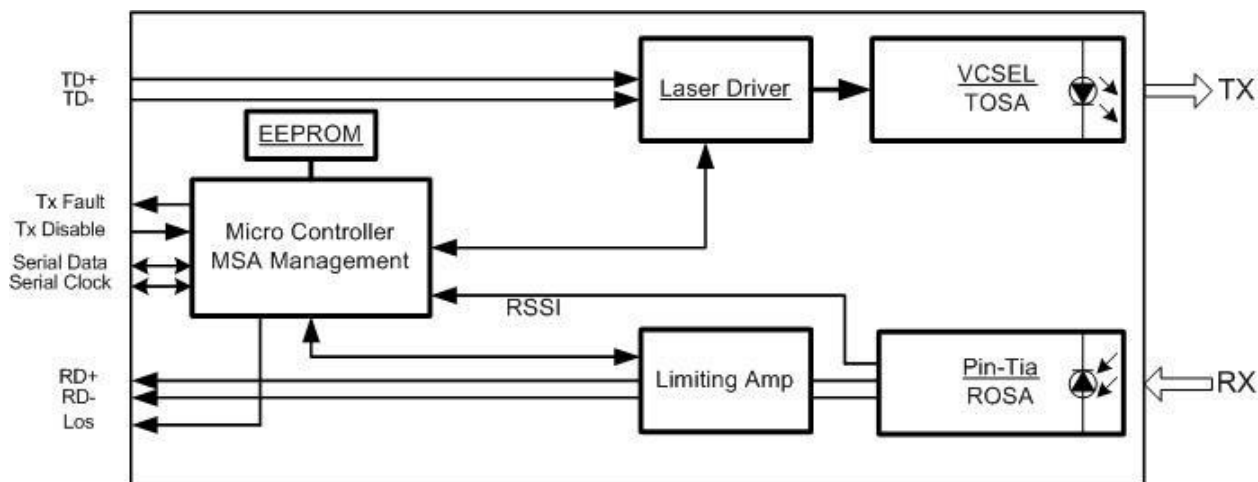 TD+
TD-
Laser Driver
VCSEL
TOSA
TX
EEPROM
Tx Fault
Tx Disable
Serial Data
Serial Clock
Micro Controller
MSA Management
RSSI
RD+
RD-
Los
Limiting Amp
Pin-Tia
ROSA
RX